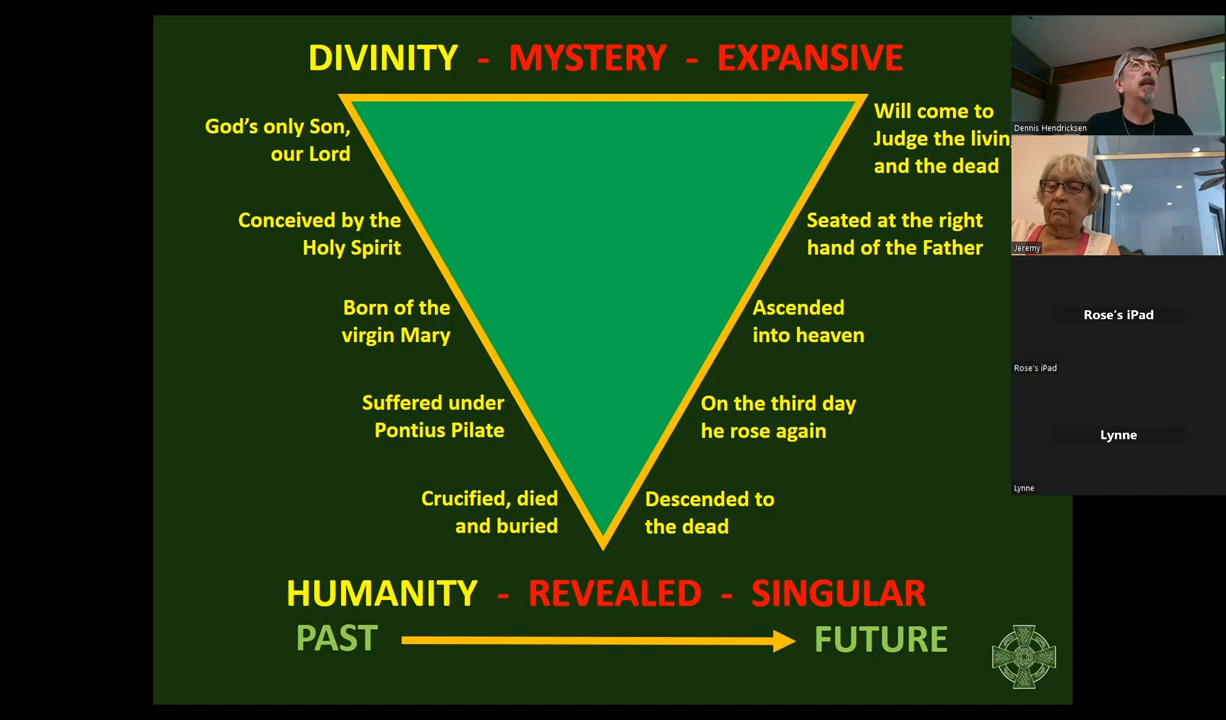 DIVINITY - MYSTERY - EXPANSIVE
God's only Son,
our Lord
Conceived by the
Holy Spirit
Born of the
virgin Mary
Suffered under
Pontius Pilate
Crucified, died
and buried
Descended to
the dead
On the third day
he rose again
Ascended
into heaven
Seated at the right
hand of the Father
Will come to
Judge the livin
and the dead
HUMANITY - REVEALED - SINGULAR
PAST FUTURE
Dennis Hendricksen
Jeremy
Rose's iPad
Rose's iPad
Lynne
Lynne